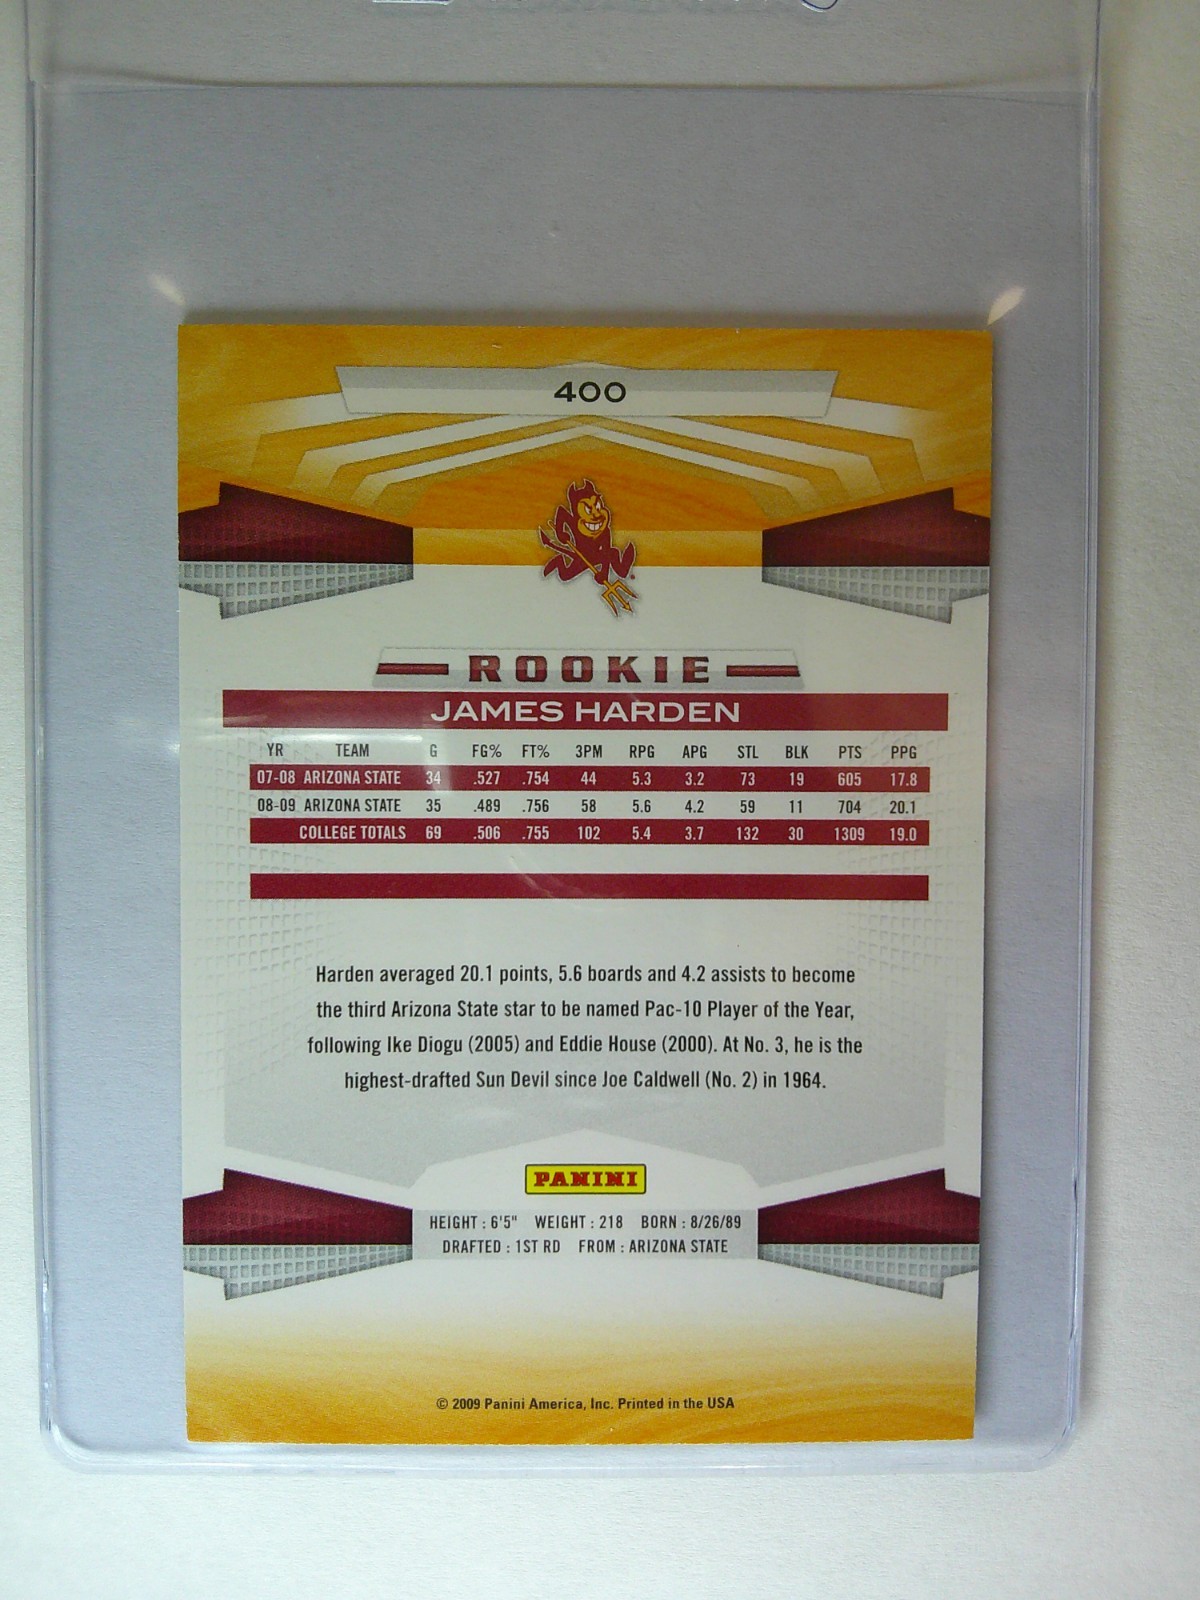 400
ROOKIE
JAMES HARDEN
YR TEAM G FG% FT% 3PM RPG APG STL BLK PTS PPG
07-08 ARIZONA STATE 34 .527 .754 44 5.3 3.2 73 19 605 17.8
08-09 ARIZONA STATE 35 .489 .756 58 5.6 4.2 59 11 704 20.1
COLLEGE TOTALS 69 .506 .755 102 5.4 3.7 132 30 1309 19.0
Harden averaged 20.1 points, 5.6 boards and 4.2 assists to become
the third Arizona State star to be named Pac-10 Player of the Year,
following Ike Diogu (2005) and Eddie House (2000). At No. 3, he is the
highest-drafted Sun Devil since Joe Caldwell (No. 2) in 1964.
PANINI
HEIGHT : 6'5" WEIGHT : 218 BORN : 8/26/89
DRAFTED : 1ST RD FROM : ARIZONA STATE
© 2009 Panini America, Inc. Printed in the USA